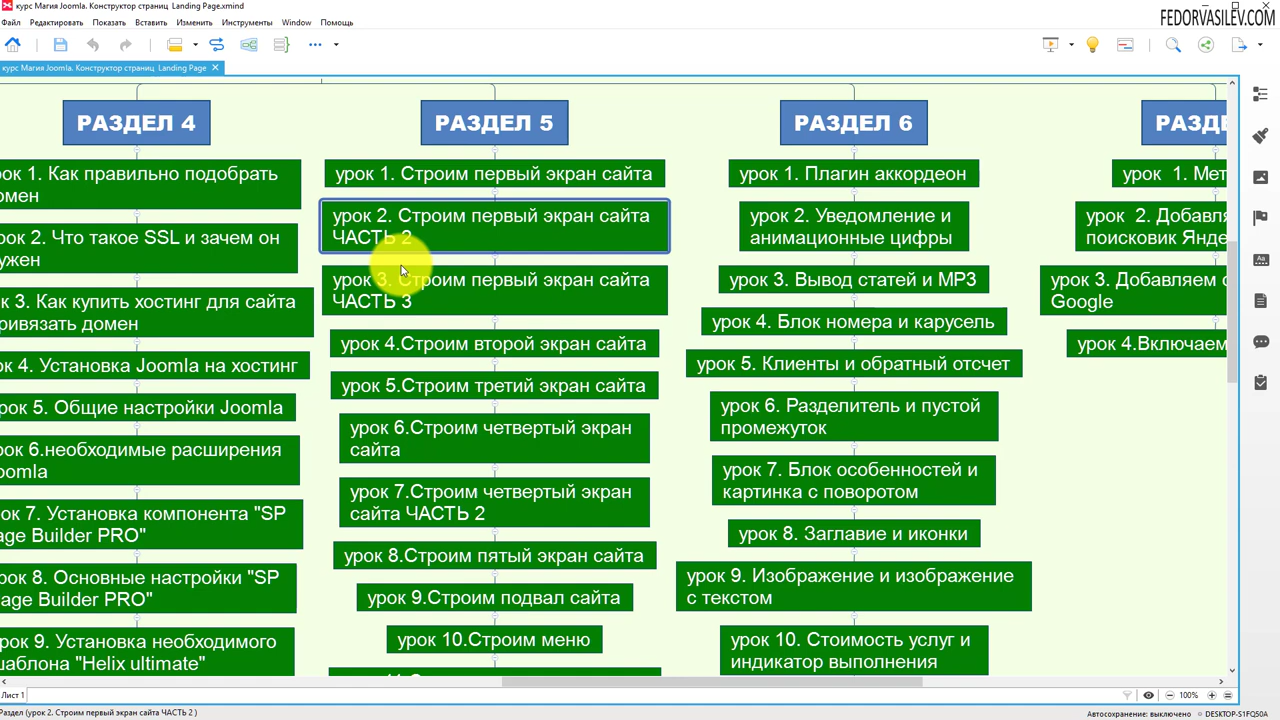 курс Магия Joomla. Конструктор страниц Landing Page.xmind
Файл Редактировать Показать Вставить Изменить Инструменты Window Помощь
FEDORVASILEV.COM
курс Магия Joomla. Конструктор страниц Landing Page
РАЗДЕЛ 4
ок 1. Как правильно подобрать
омен
рок 2. Что такое SSL и зачем он
ужен
к 3. Как купить хостинг для сайта
ривязать домен
ок 4. Установка Joomla на хостинг
рок 5. Общие настройки Joomla
рок 6.необходимые расширения
oomla
ок 7. Установка компонента "SP
age Builder PRO"
ок 8. Основные настройки "SP
age Builder PRO"
рок 9. Установка необходимого
шаблона "Helix ultimate"
РАЗДЕЛ 5
урок 1. Строим первый экран сайта
урок 2. Строим первый экран сайта
ЧАСТЬ 2
урок 3. Строим первый экран сайта
ЧАСТЬ 3
урок 4.Строим второй экран сайта
урок 5.Строим третий экран сайта
урок 6.Строим четвертый экран
сайта
урок 7.Строим четвертый экран
сайта ЧАСТЬ 2
урок 8.Строим пятый экран сайта
урок 9.Строим подвал сайта
урок 10.Строим меню
РАЗДЕЛ 6
урок 1. Плагин аккордеон
урок 2. Уведомление и
анимационные цифры
урок 3. Вывод статей и MP3
урок 4. Блок номера и карусель
урок 5. Клиенты и обратный отсчет
урок 6. Разделитель и пустой
промежуток
урок 7. Блок особенностей и
картинка с поворотом
урок 8. Заглавие и иконки
урок 9. Изображение и изображение
с текстом
урок 10. Стоимость услуг и
индикатор выполнения
РАЗДЕ
урок 1. Мет
урок 2. Добавля
поисковик Янде
урок 3. Добавляем с
Google
урок 4.Включаем
Лист 1
100%
Раздел (урок 2. Строим первый экран сайта ЧАСТЬ 2 )
Автосохранение: выключено
DESKTOP-S1FQ50A